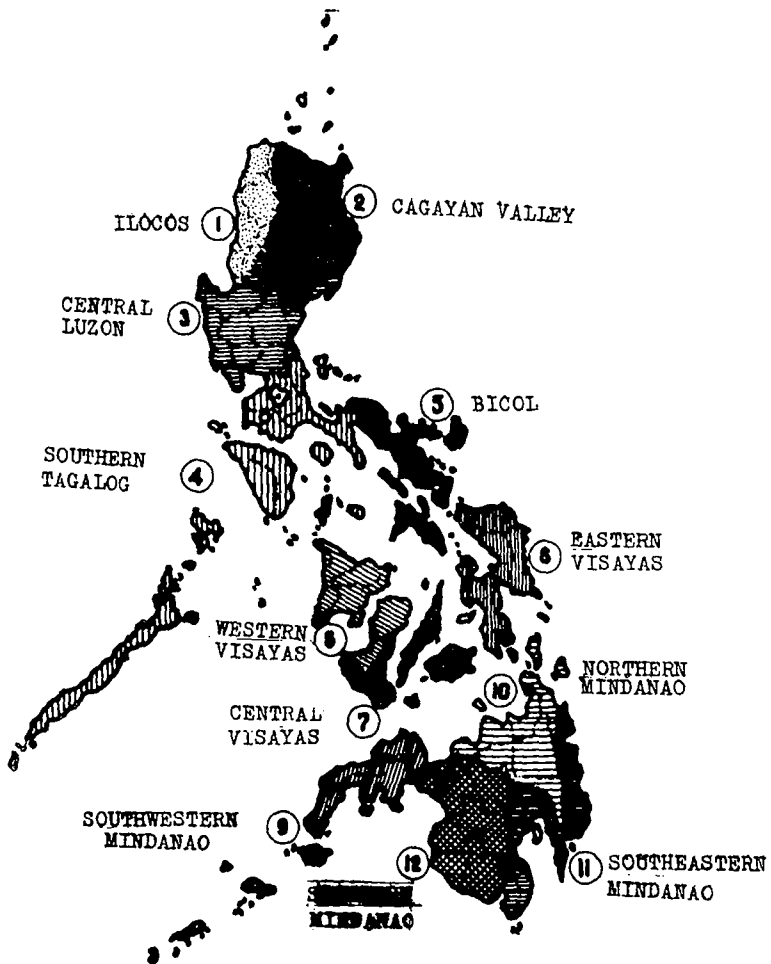 ILOCOS 1
2 CAGAYAN VALLEY
CENTRAL
LUZON
3
5 BICOL
SOUTHERN
TAGALOG
4
8 EASTERN
VISAYAS
WESTERN
VISAYAS
6
10 NORTHERN
MINDANAO
CENTRAL
VISAYAS
7
SOUTHWESTERN
MINDANAO
9
12
MINDANAO
11 SOUTHEASTERN
MINDANAO